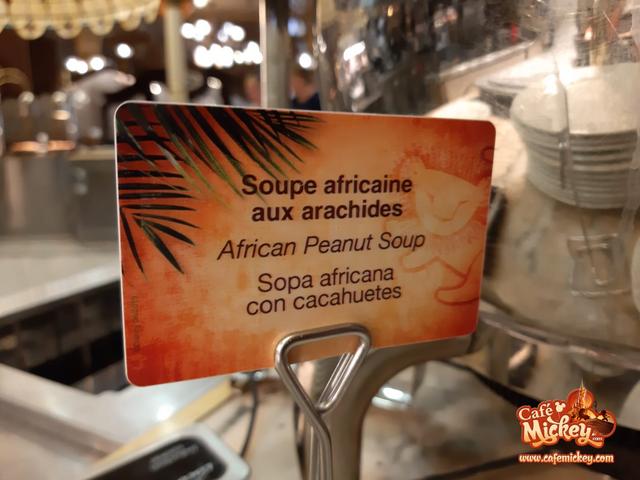 Soupe africaine
aux arachides
African Peanut Soup
Sopa africana
con cacahuetes
Café
Mickey.com
www.cafemickey.com